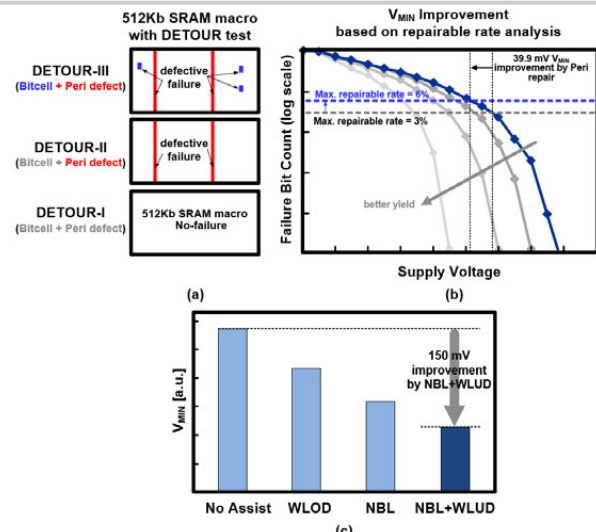 512Kb SRAM macro
with DETOUR test
DETOUR-III
(Bitcell + Peri defect)
defective
failure
DETOUR-II
(Bitcell + Peri defect)
defective
failure
DETOUR-I
(Bitcell + Peri defect)
512Kb SRAM macro
No-failure
(a)
VMIN Improvement
based on repairable rate analysis
Failure Bit Count (log scale)
39.9 mV VMIN
improvement by Peri
repair
Max. repairable rate = 6%
Max. repairable rate = 3%
better yield
Supply Voltage
(b)
VMIN [a.u.]
150 mV
improvement
by NBL+WLUD
No Assist WLOD NBL NBL+WLUD
(c)